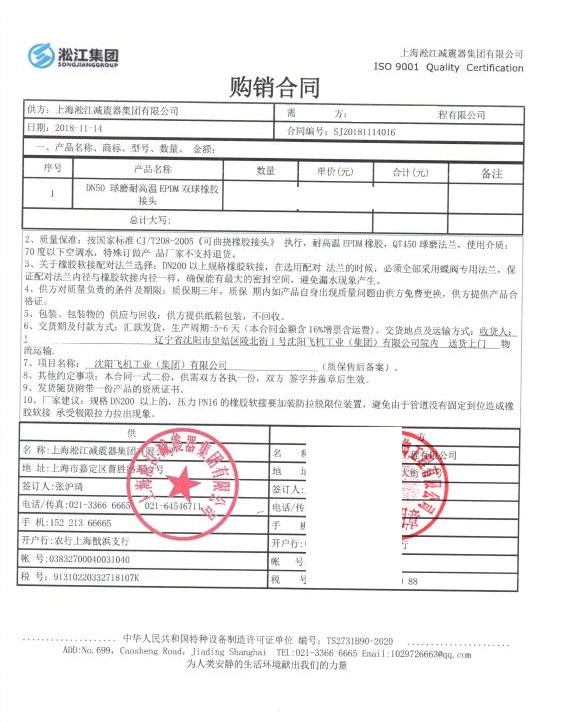 淞江集团
SONGJIANGGROUP
上海淞江减震器集团有限公司
ISO 9001 Quality Certification
购销合同
供方：上海淞江减震器集团有限公司 需 方： 程有限公司
日期：2018-11-14 合同编号：SJ20181114016
一、产品名称、商标、型号、数量、金额：
序号 产品名称 数量 单价(元) 合计(元) 备注
1 DN50 球磨耐高温 EPDM 双球橡胶接头
总计大写：
2、质量保准：按国家标准 CJ/T208-2005《可曲挠橡胶接头》 执行，耐高温 EPDM 橡胶，QT450 球磨法兰，使用介质：
70 度以下空调水，特殊订做产 品厂家不支持退货。
3、关于橡胶软接配对法兰选择：DN200 以上规格橡胶软接，在选用配对 法兰的时候，必须全部采用蝶阀专用法兰，保
证配对法兰内径与橡胶软接内径一样，确保能有最大的密封空间，避免漏水现象产生。
4、供方对质量负责的条件及期限：质保期三年，质保 期内如产品自身出现质量问题由供方免费更换，供方提供产品合
格证。
5、包装、包装物的 供应与回收：供方提供纸箱包装，不回收。
6、交货期及付款方式：汇款发货，生产周期:5-6 天（本合同金额含 16%增票含运费）。交货地点及运输方式：收货人：
辽宁省沈阳市皇姑区陵北街 1 号沈阳飞机工业（集团）有限公司院内 送货上门 物
流运输.
7、项目名称： 沈阳飞机工业（集团）有限公司 （质保售后备案）。
8、其他约定事项：本合同一式二份，供需双方各执一份，双方 签字并盖章后生效。
9、发货随货附带一份产品的资质证书。
10、厂家建议：规格 DN200 以上的，压力 PN16 的橡胶软接要加装防拉脱限位装置，避免由于管道没有固定到位造成橡
胶软接 承受极限拉力拉出现象。
供 方
名 称：上海淞江减震器集团有限公司 名 称 程有限公司
地 址：上海市嘉定区曹胜路 地 址 大街 号
签订人：张沪琦 签订人：
电话/传真:021-3366 6665 021-64546711 电话/传
手 机:152 213 66665 手 机
开户行:农行上海酞浜支行 开户行: 行
帐 号:03832700040031040 帐 号
税 号：91310220332718107K 税 号 88
上海淞江减震器集团有限公司
中华人民共和国特种设备制造许可证单位 编号：TS2731B90-2020
ADD:No.699, Caosheng Road, Jiading Shanghai TEL:021-3366 6665 Email:1029726663@qq.com
为人类安静的生活环境献出我们的力量